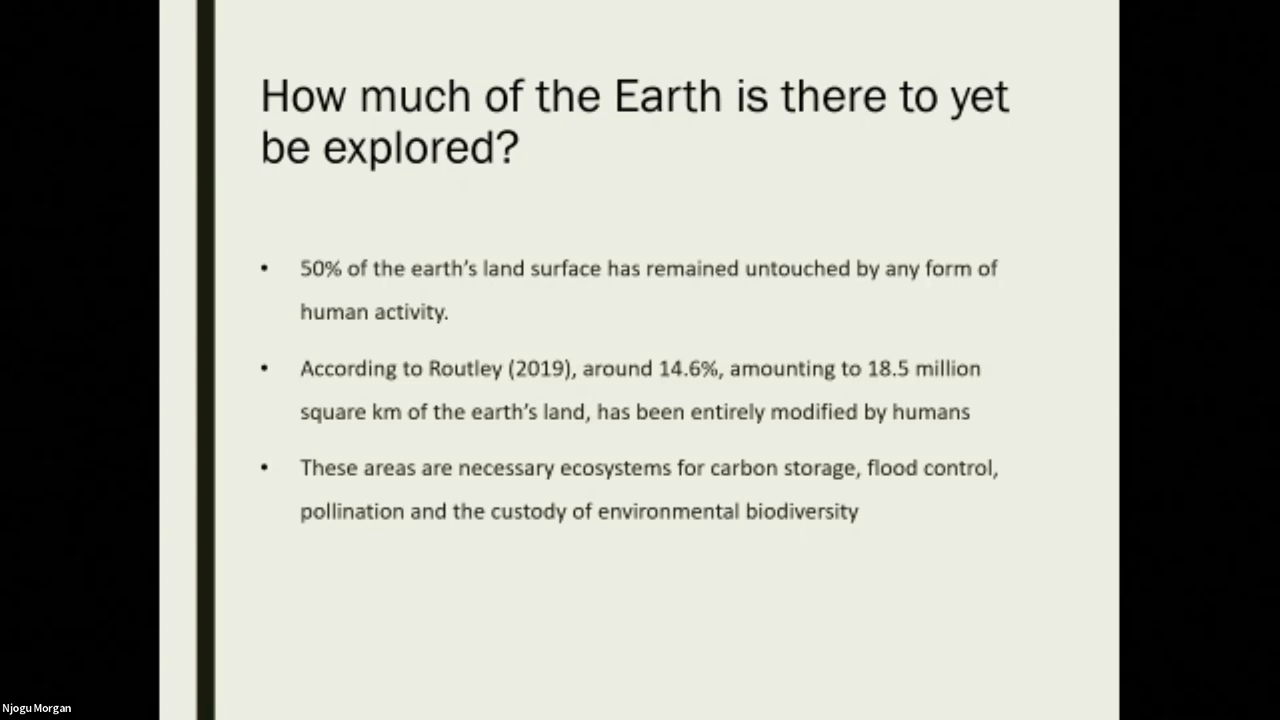 How much of the Earth is there to yet
be explored?
• 50% of the earth’s land surface has remained untouched by any form of
human activity.
• According to Routley (2019), around 14.6%, amounting to 18.5 million
square km of the earth’s land, has been entirely modified by humans
• These areas are necessary ecosystems for carbon storage, flood control,
pollination and the custody of environmental biodiversity
Njogu Morgan